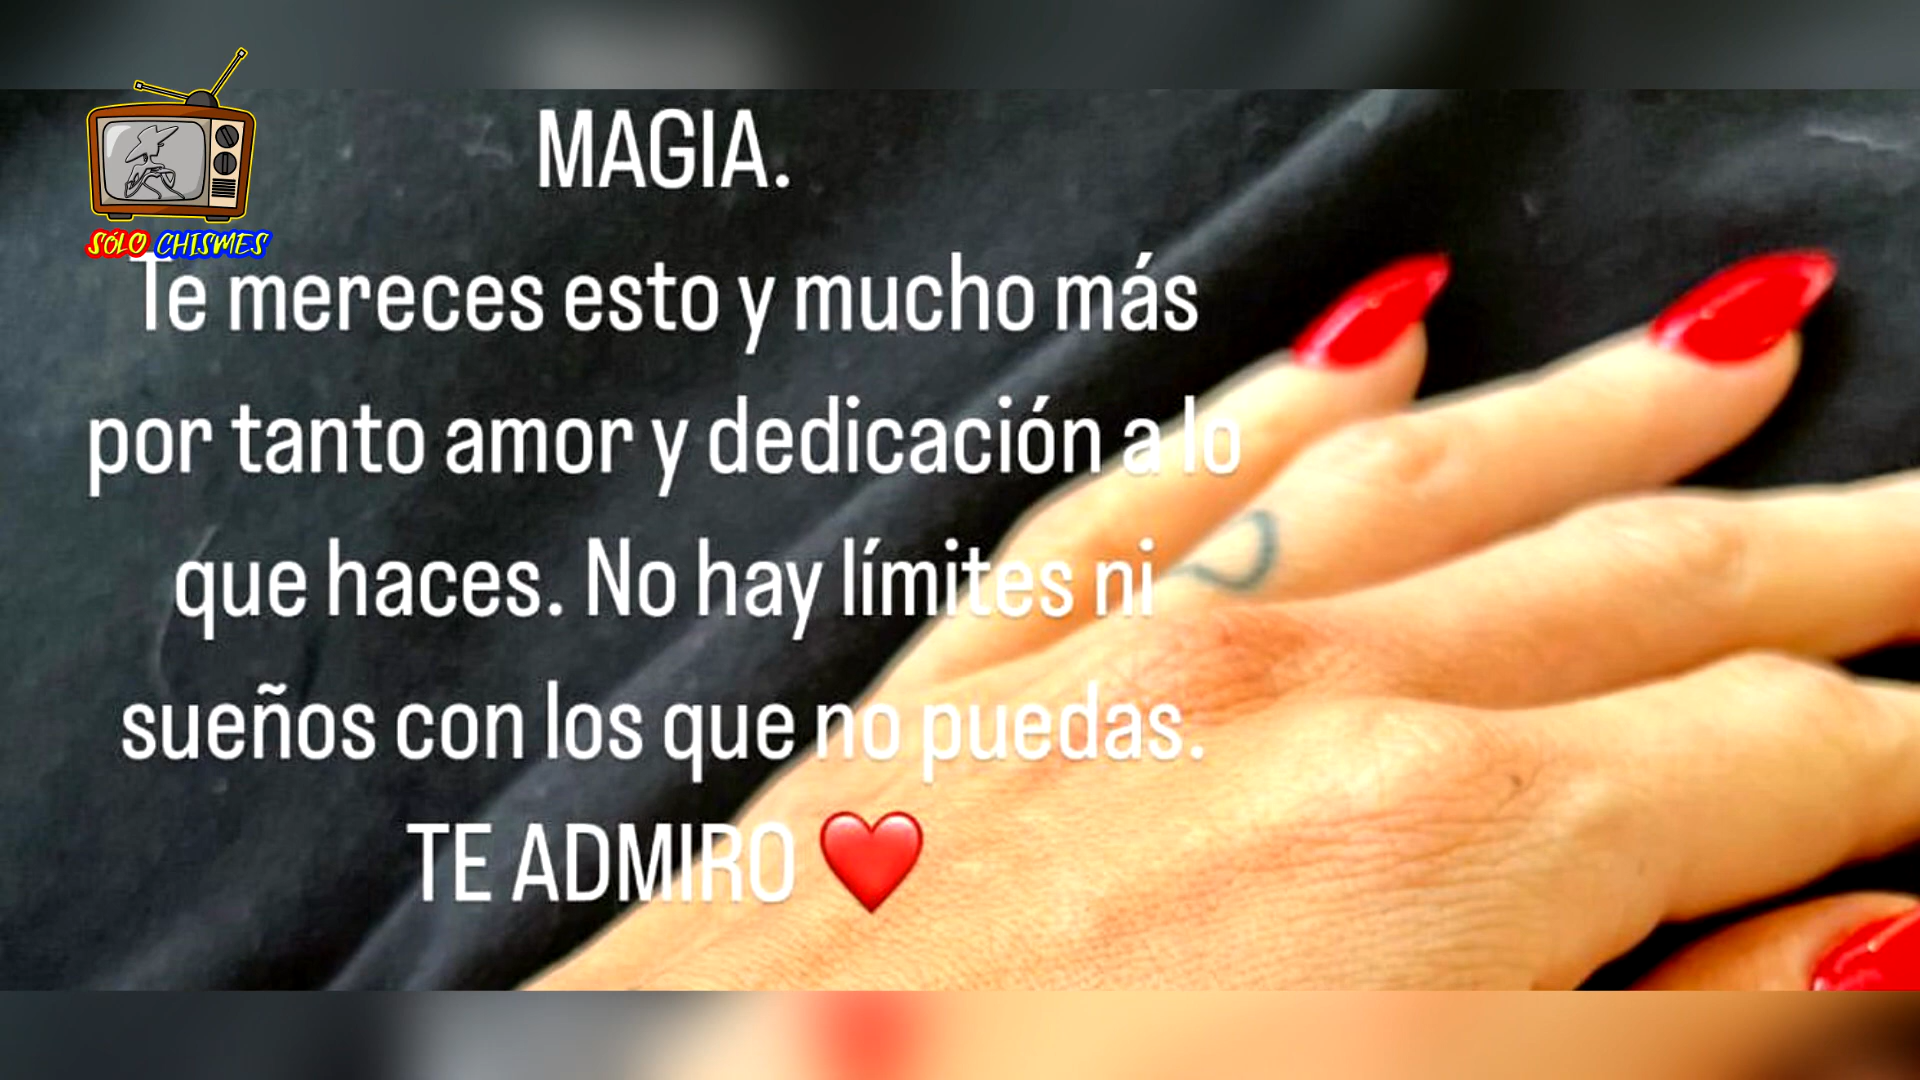 SÓLO CHISMES
MAGIA.
Te mereces esto y mucho más
por tanto amor y dedicación a lo
que haces. No hay límites ni
sueños con los que no puedas.
TE ADMIRO ❤️